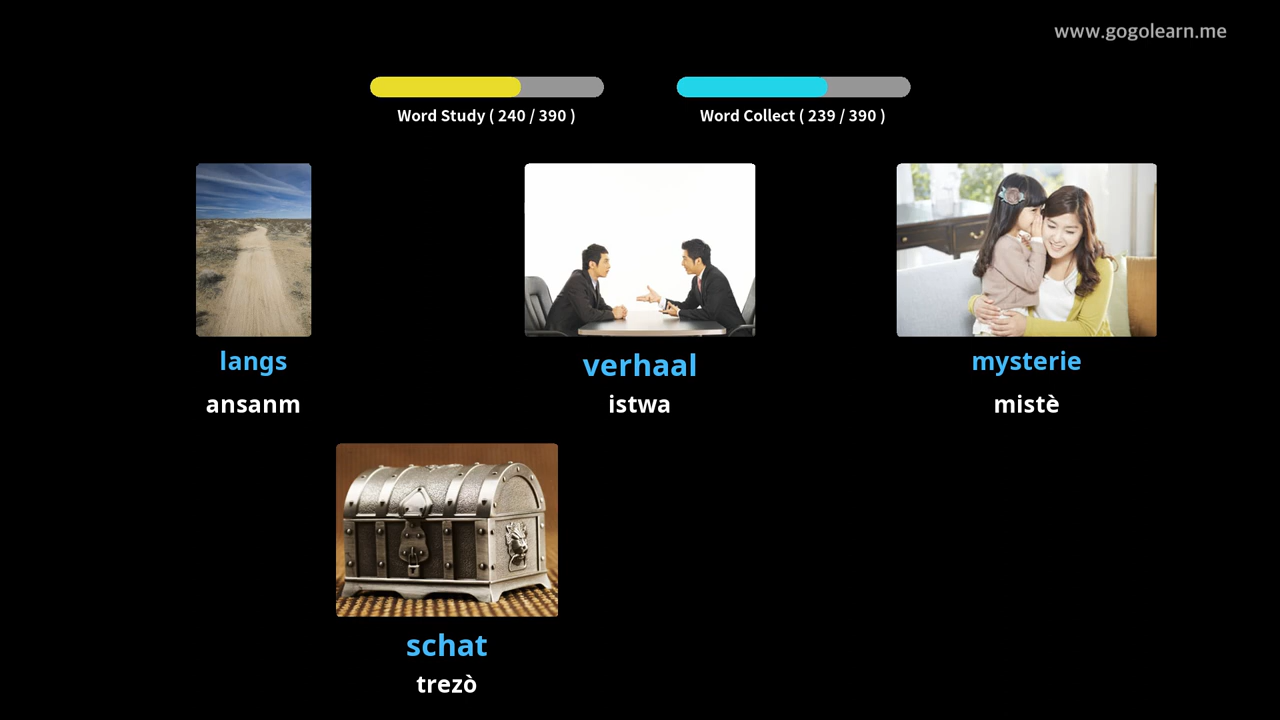 www.gogolearn.me
Word Study ( 240 / 390 )
Word Collect ( 239 / 390 )
langs
ansanm
verhaal
istwa
mysterie
mistè
schat
trezò